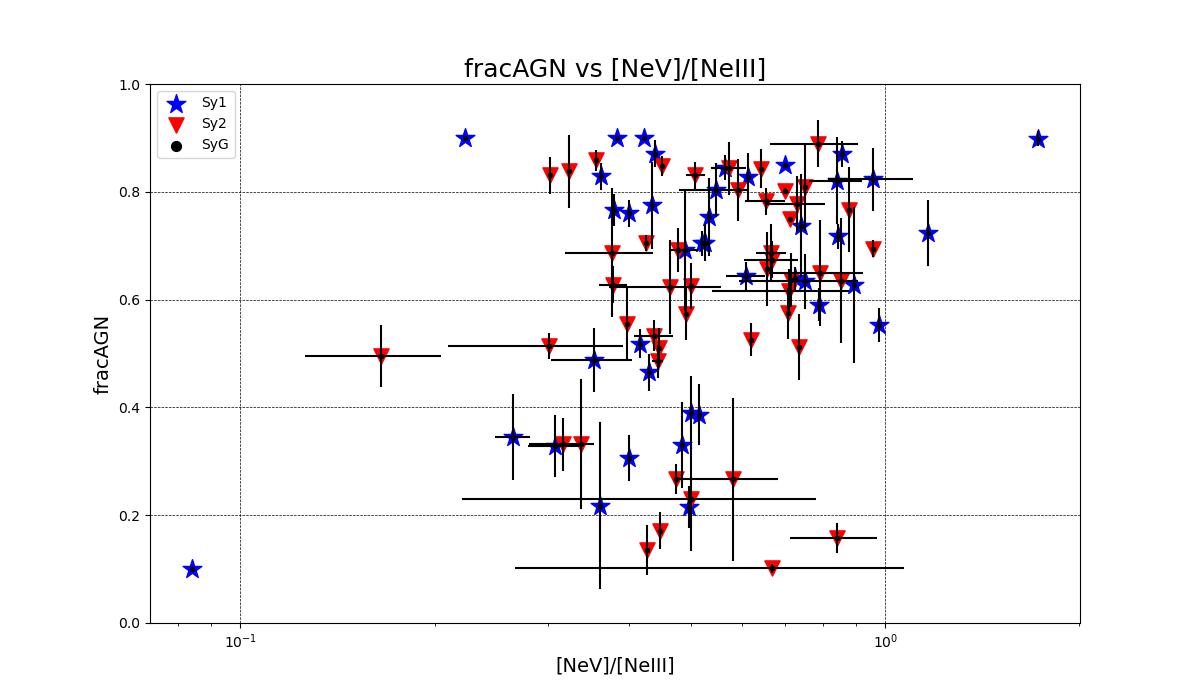 fracAGN vs [NeV]/[NeIII]
Sy1
Sy2
SyG
1.0
0.8
0.6
0.4
0.2
0.0
fracAGN
10⁻¹
10⁰
[NeV]/[NeIII]